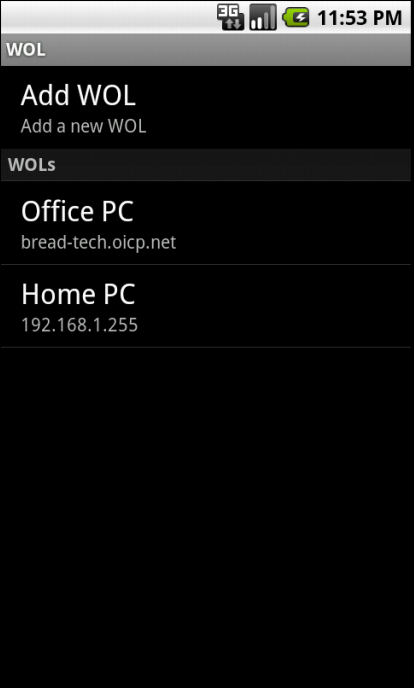 3G 11:53 PM
WOL
Add WOL
Add a new WOL
WOLs
Office PC
bread-tech.oicp.net
Home PC
192.168.1.255